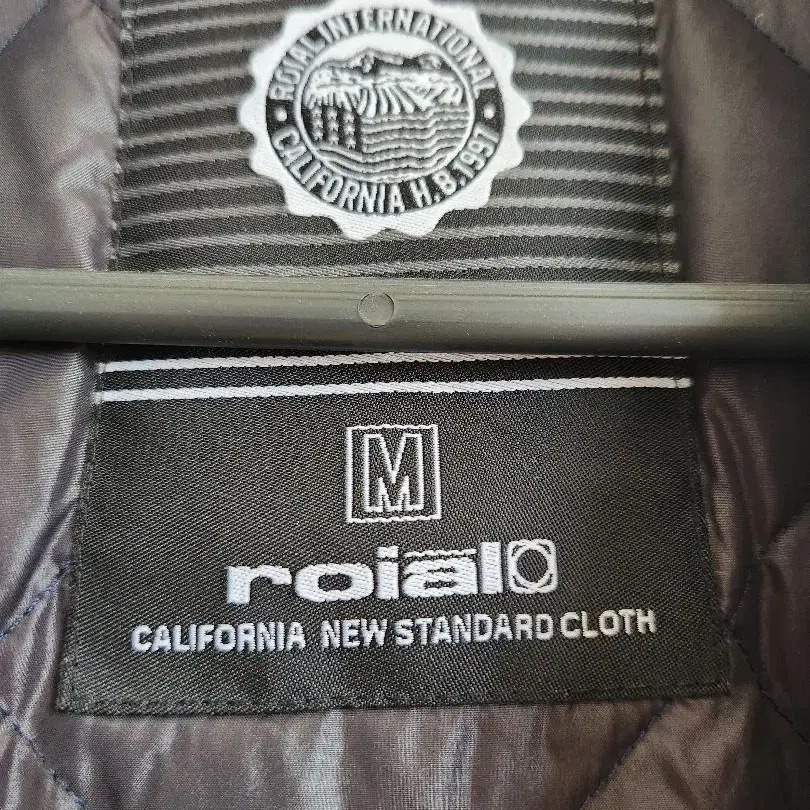 ROIAL INTERNATIONAL
CALIFORNIA H.B.1997
M
roial
CALIFORNIA NEW STANDARD CLOTH